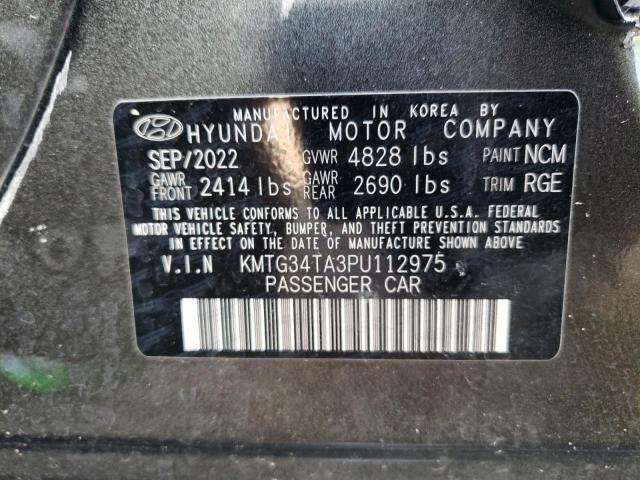 MANUFACTURED IN KOREA BY
HYUNDAI MOTOR COMPANY
SEP/2022 GVWR 4828 lbs PAINT NCM
GAWR FRONT 2414 lbs GAWR REAR 2690 lbs TRIM RGE
THIS VEHICLE CONFORMS TO ALL APPLICABLE U.S.A. FEDERAL
MOTOR VEHICLE SAFETY, BUMPER, AND THEFT PREVENTION STANDARDS
IN EFFECT ON THE DATE OF MANUFACTURE SHOWN ABOVE.
V.I.N KMTG34TA3PU112975
PASSENGER CAR